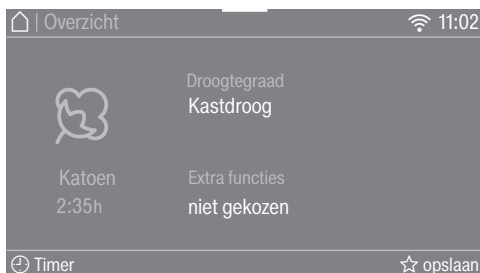 | Overzicht
11:02
Droogtegraad
Kastdroog
Katoen
2:35h
Extra functies
niet gekozen
Timer
opslaan